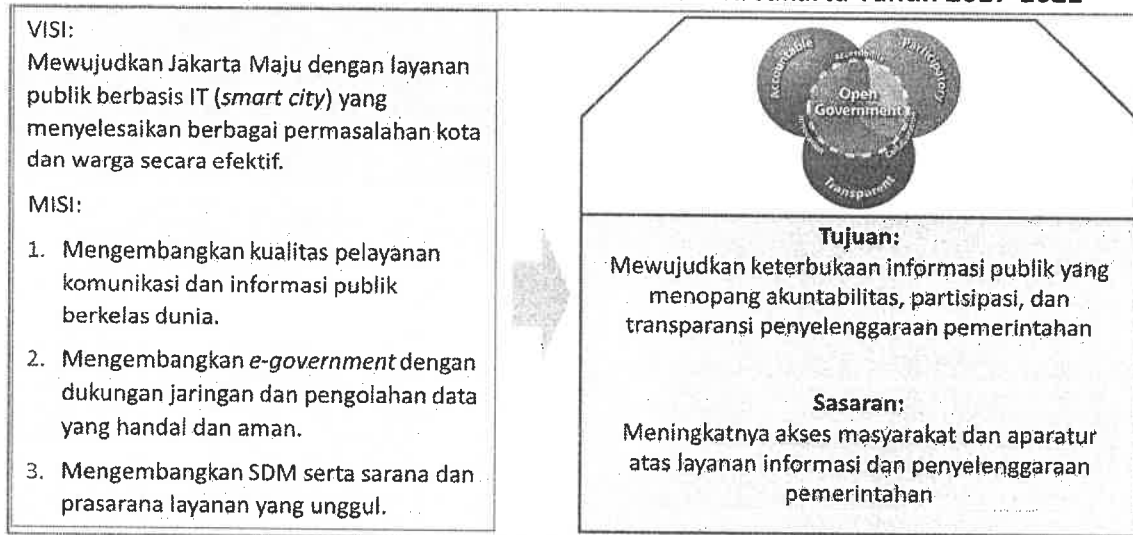 Jakarta Tahun 2017-2022
VISI:
Mewujudkan Jakarta Maju dengan layanan
publik berbasis IT (smart city) yang
menyelesaikan berbagai permasalahan kota
dan warga secara efektif.
MISI:
1. Mengembangkan kualitas pelayanan
komunikasi dan informasi publik
berkelas dunia.
2. Mengembangkan e-government dengan
dukungan jaringan dan pengolahan data
yang handal dan aman.
3. Mengembangkan SDM serta sarana dan
prasarana layanan yang unggul.
Accountable
Participatory
Open
Government
Transparent
Tujuan:
Mewujudkan keterbukaan informasi publik yang
menopang akuntabilitas, partisipasi, dan
transparansi penyelenggaraan pemerintahan
Sasaran:
Meningkatnya akses masyarakat dan aparatur
atas layanan informasi dan penyelenggaraan
pemerintahan